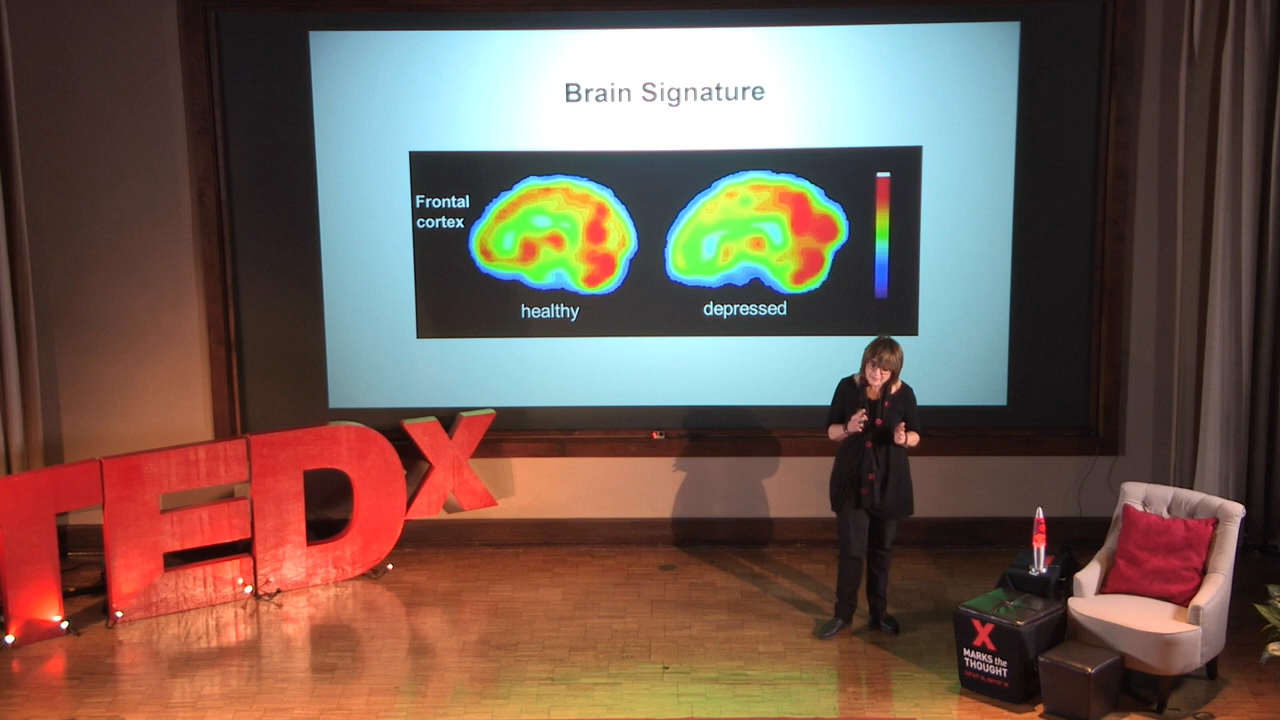 Brain Signature
Frontal
cortex
healthy
depressed
TEDx
X
MARKS the
THOUGHT